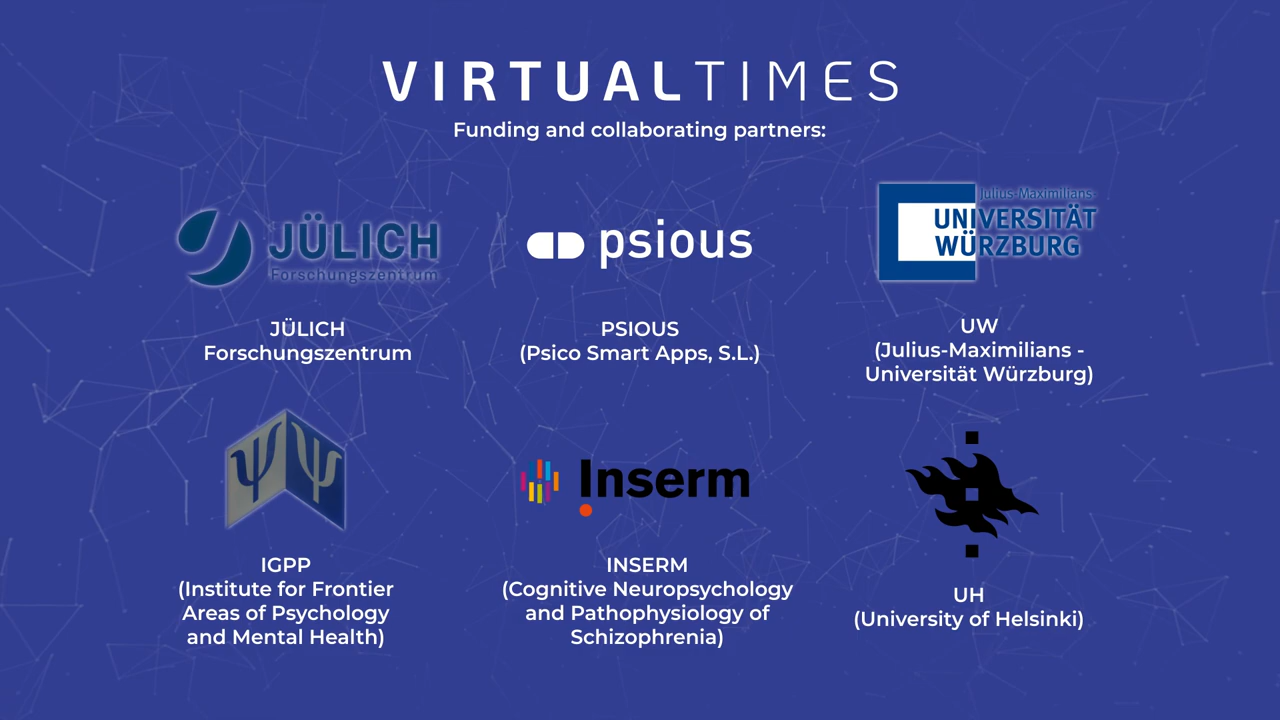 VIRTUALTIMES
Funding and collaborating partners:
JÜLICH
Forschungszentrum
psious
Julius-Maximilians-
UNIVERSITÄT
WÜRZBURG
JÜLICH
Forschungszentrum
PSIOUS
(Psico Smart Apps, S.L.)
UW
(Julius-Maximilians -
Universität Würzburg)
ΨΨ
Inserm
IGPP
(Institute for Frontier
Areas of Psychology
and Mental Health)
INSERM
(Cognitive Neuropsychology
and Pathophysiology of
Schizophrenia)
UH
(University of Helsinki)